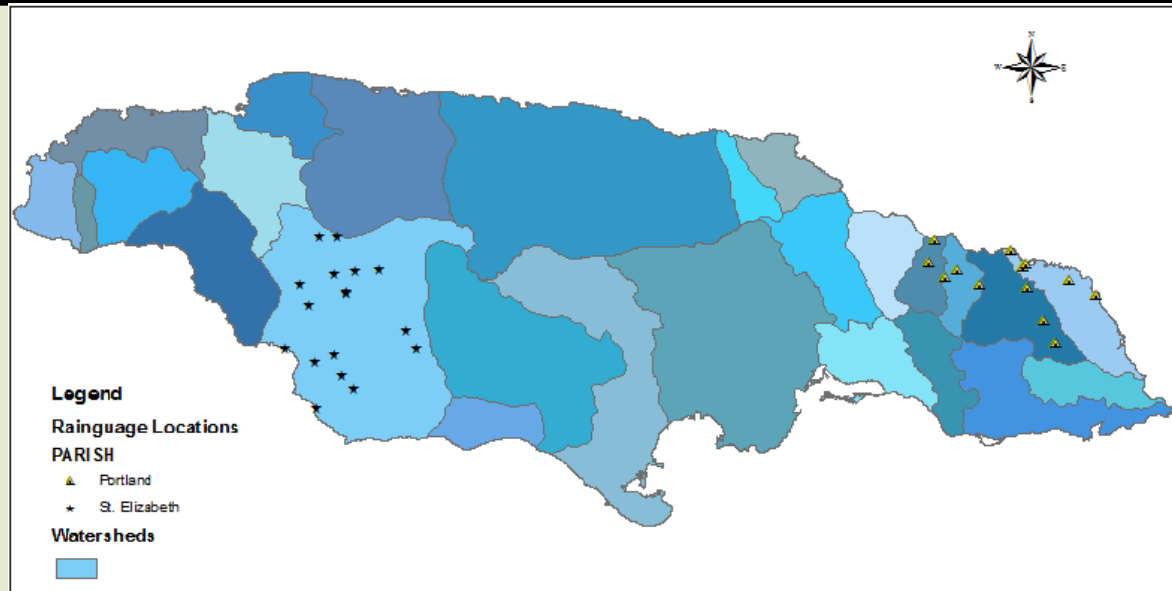 N
W E
S
Legend
Rainguage Locations
PARISH
Portland
St. Elizabeth
Watersheds